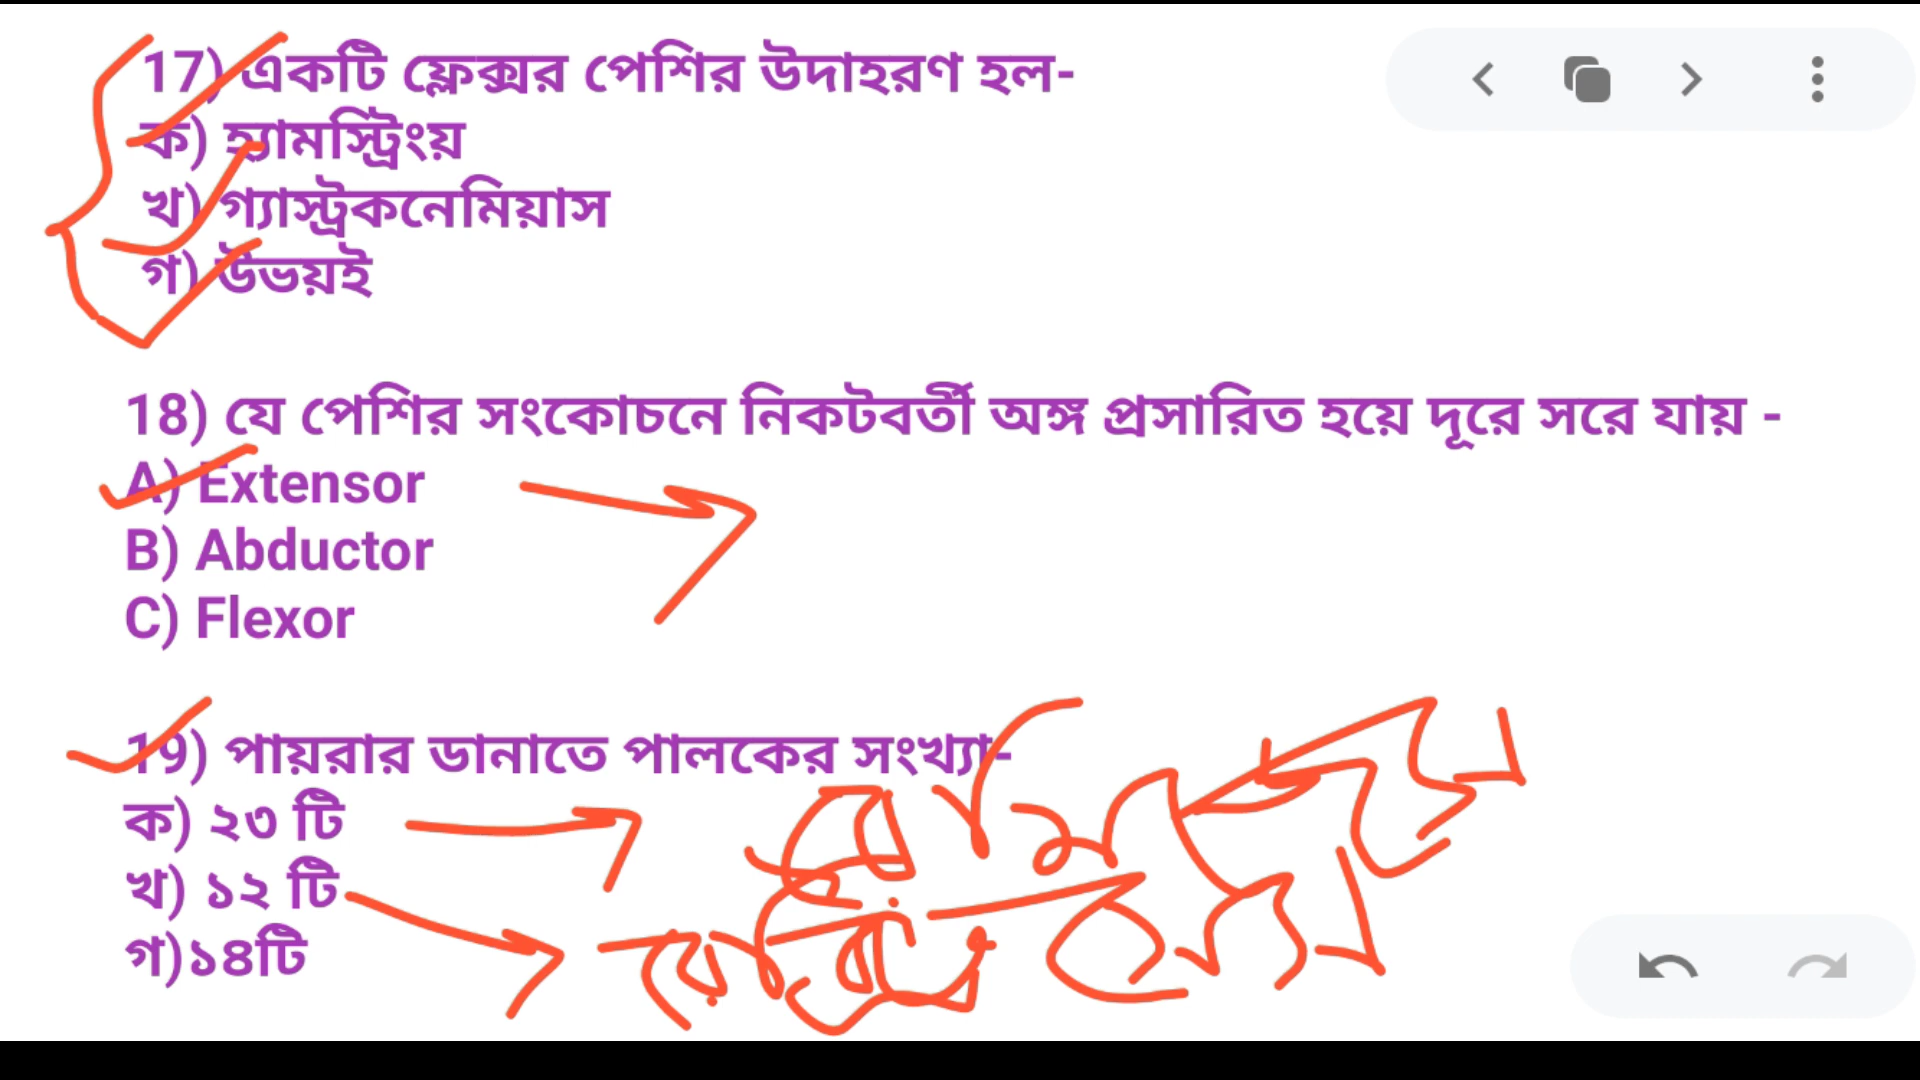 17) একটি ফ্লেক্সর পেশির উদাহরণ হল-
ক) হ্যামস্ট্রিংয়
খ) গ্যাস্ট্রকনেমিয়াস
গ) উভয়ই
18) যে পেশির সংকোচনে নিকটবর্তী অঙ্গ প্রসারিত হয়ে দূরে সরে যায় -
A) Extensor
B) Abductor
C) Flexor
19) পায়রার ডানাতে পালকের সংখ্যা-
ক) ২৩ টি
খ) ১২ টি
গ)১৪টি